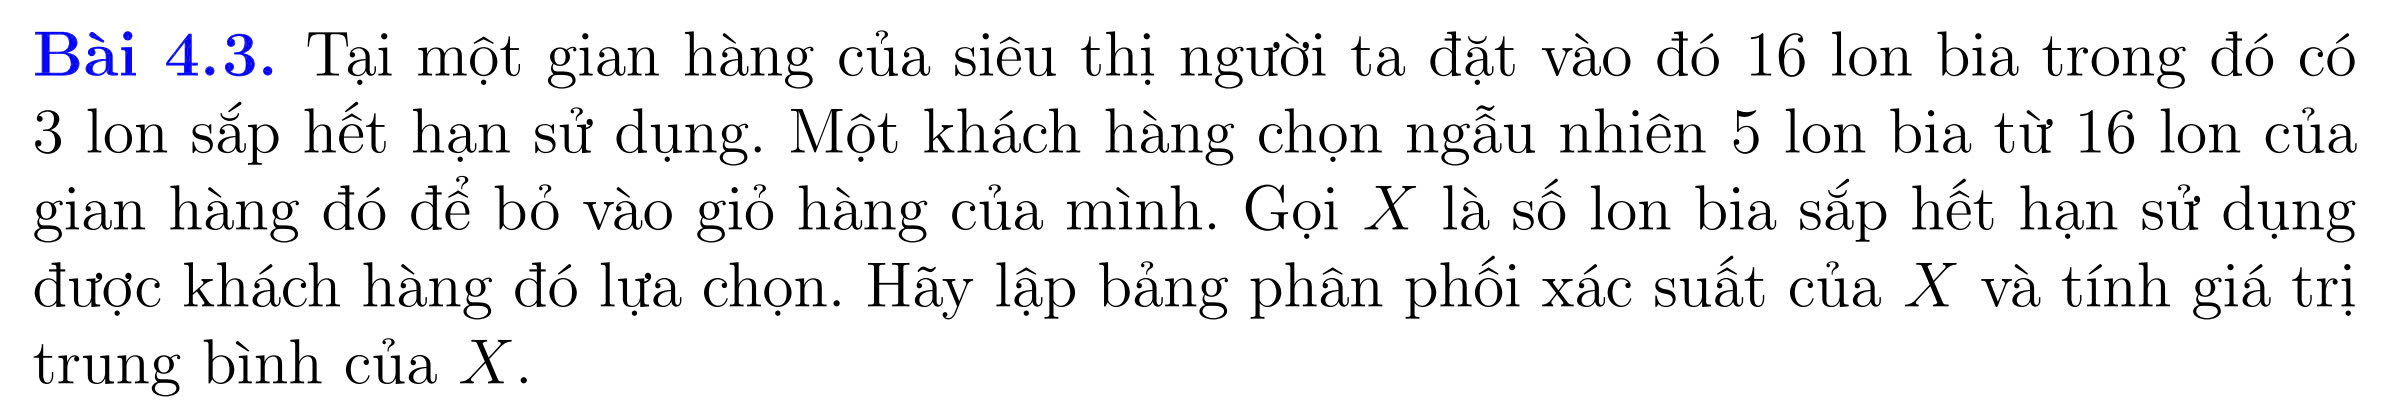 Bài 4.3. Tại một gian hàng của siêu thị người ta đặt vào đó 16 lon bia trong đó có
3 lon sắp hết hạn sử dụng. Một khách hàng chọn ngẫu nhiên 5 lon bia từ 16 lon của
gian hàng đó để bỏ vào giỏ hàng của mình. Gọi X là số lon bia sắp hết hạn sử dụng
được khách hàng đó lựa chọn. Hãy lập bảng phân phối xác suất của X và tính giá trị
trung bình của X.